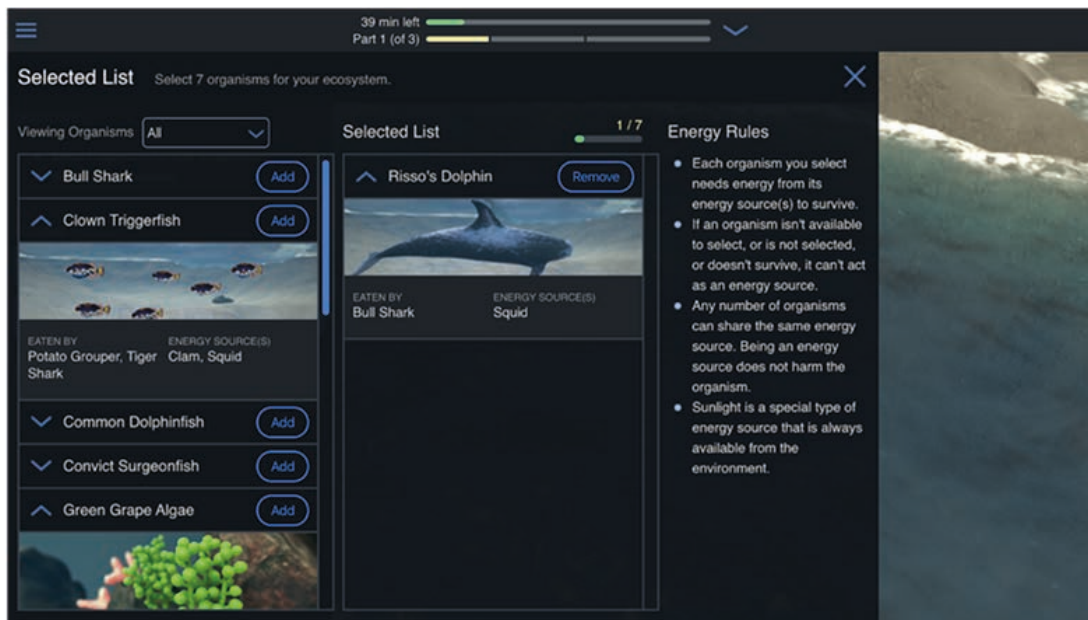 39 min left
Part 1 (of 3)
Selected List
Select 7 organisms for your ecosystem.
Viewing Organisms
All
Bull Shark
Add
Clown Triggerfish
Add
EATEN BY
Potato Grouper, Tiger
Shark
ENERGY SOURCE(S)
Clam, Squid
Common Dolphinfish
Add
Convict Surgeonfish
Add
Green Grape Algae
Add
Selected List
1 / 7
Risso's Dolphin
Remove
EATEN BY
Bull Shark
ENERGY SOURCE(S)
Squid
Energy Rules
Each organism you select
needs energy from its
energy source(s) to survive.
If an organism isn't available
to select, or is not selected,
or doesn't survive, it can't act
as an energy source.
Any number of organisms
can share the same energy
source. Being an energy
source does not harm the
organism.
Sunlight is a special type of
energy source that is always
available from the
environment.